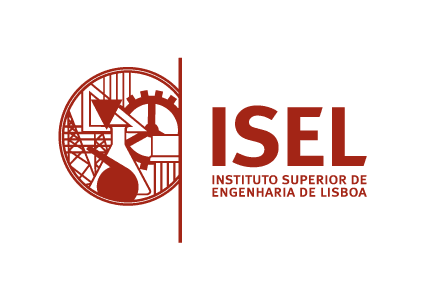 ISEL
INSTITUTO SUPERIOR DE
ENGENHARIA DE LISBOA